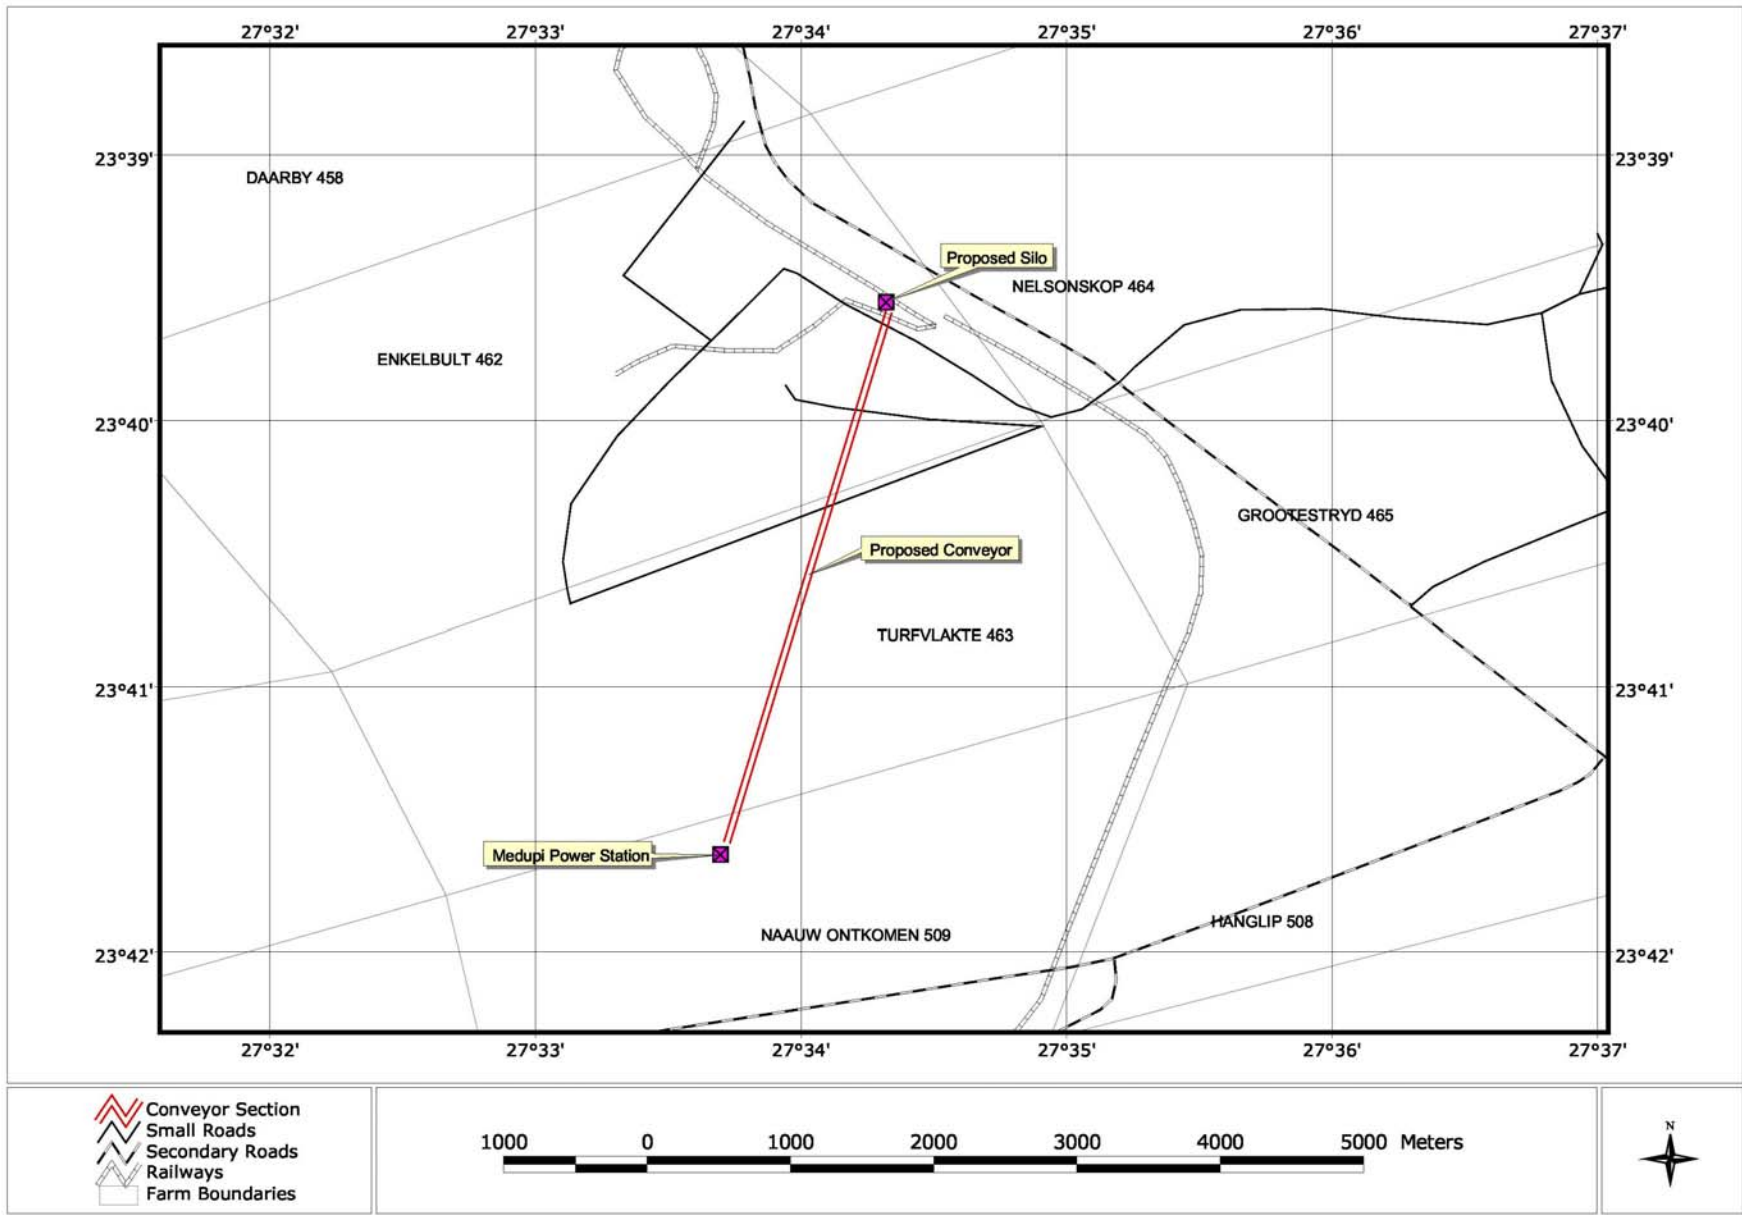 27°32' 27°33' 27°34' 27°35' 27°36' 27°37'
23°39' 23°39'
DAARBY 458
Proposed Silo
NELSONSKOP 464
ENKELBULT 462
23°40' 23°40'
GROOTESTRYD 465
Proposed Conveyor
TURFVLAKTE 463
23°41' 23°41'
Medupi Power Station
HANGLIP 508
NAAUW ONTKOMEN 509
23°42' 23°42'
27°32' 27°33' 27°34' 27°35' 27°36' 27°37'
Conveyor Section
Small Roads
Secondary Roads
Railways
Farm Boundaries
1000 0 1000 2000 3000 4000 5000 Meters
N